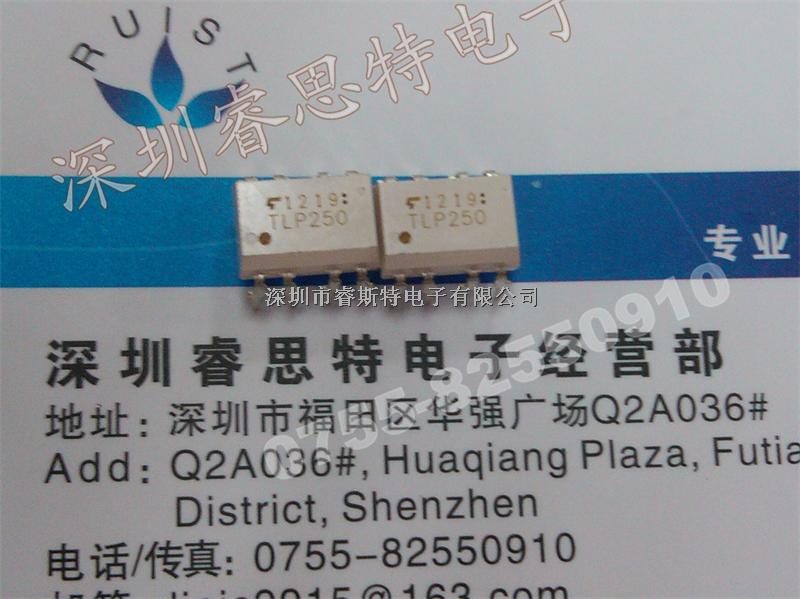 RUIST
深圳睿思特电子
1219
TLP250
1219
TLP250
专业
深圳市睿斯特电子有限公司
0755-82550910
深圳睿思特电子经营部
地址：深圳市福田区华强广场Q2A036#
Add: Q2A036#, Huaqiang Plaza, Futia
District, Shenzhen
电话/传真: 0755-82550910